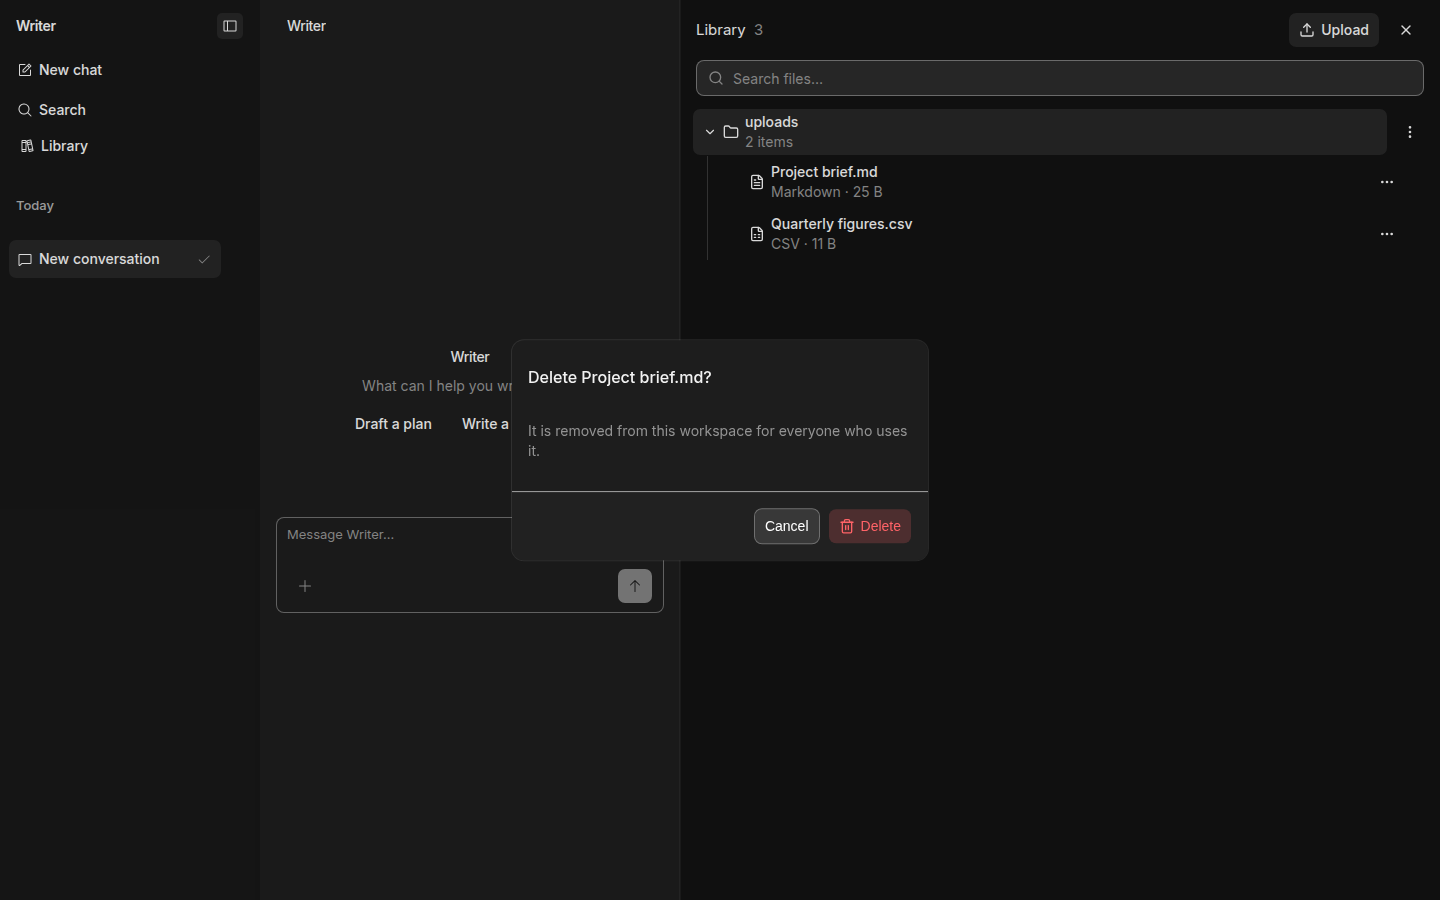 Writer
New chat
Search
Library
Today
New conversation
Writer
Writer
What can I help you wr
Draft a plan
Write a
Message Writer...
Library 3
Upload
Search files...
uploads
2 items
Project brief.md
Markdown · 25 B
Quarterly figures.csv
CSV · 11 B
Delete Project brief.md?
It is removed from this workspace for everyone who uses
it.
Cancel
Delete